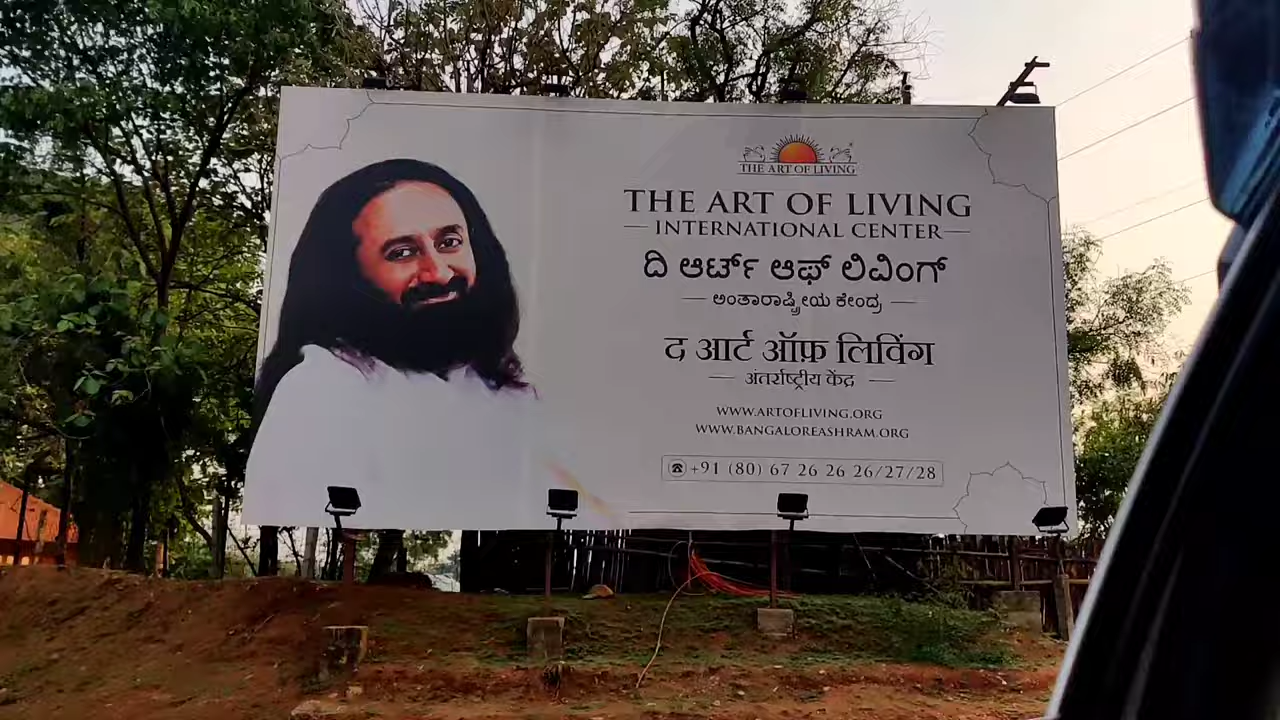 THE ART OF LIVING
THE ART OF LIVING
INTERNATIONAL CENTER
ದಿ ಆರ್ಟ್ ಆಫ್ ಲಿವಿಂಗ್
ಅಂತಾರಾಷ್ಟ್ರೀಯ ಕೇಂದ್ರ
द आर्ट ऑफ़ लिविंग
अंतर्राष्ट्रीय केंद्र
WWW.ARTOFLIVING.ORG
WWW.BANGALOREASHRAM.ORG
☎ +91 (80) 67 26 26 26/27/28